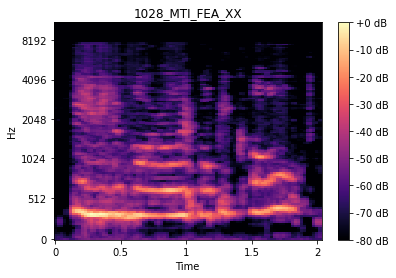 1028_MTI_FEA_XX
8192
4096
2048
1024
512
0
Hz
0
0.5
1
1.5
2
Time
+0 dB
-10 dB
-20 dB
-30 dB
-40 dB
-50 dB
-60 dB
-70 dB
-80 dB